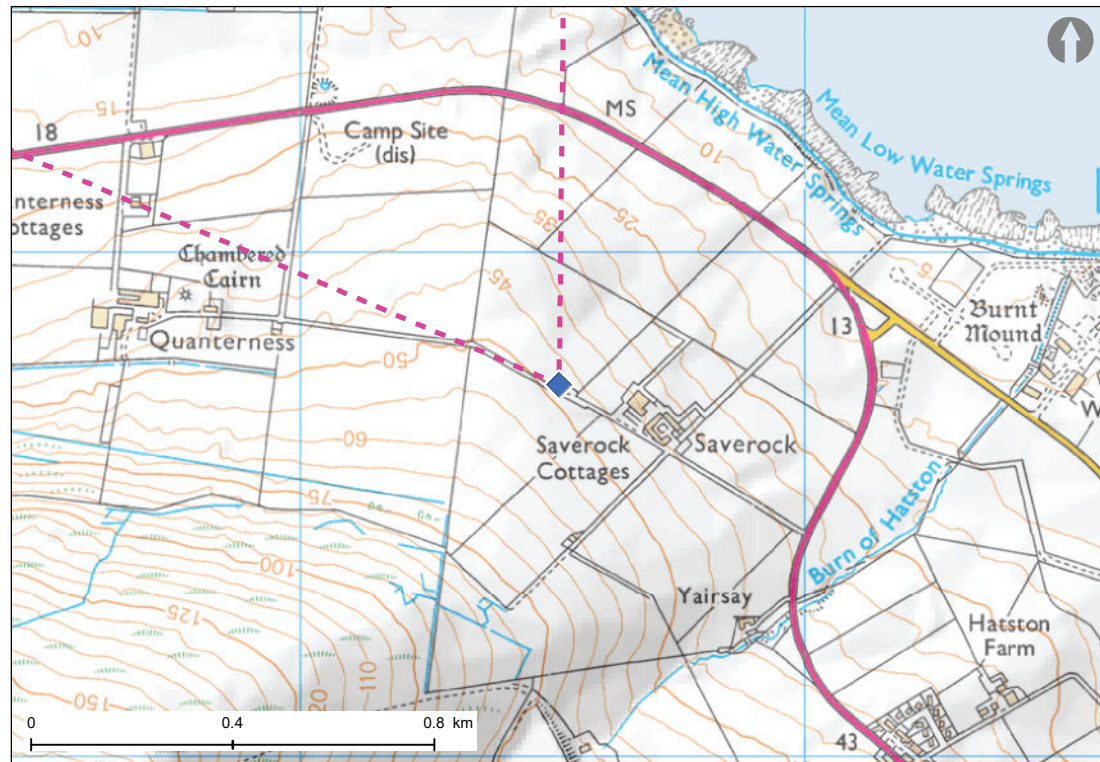 10
15
18
Camp Site
(dis)
MS
10
Mean High Water Springs
Mean Low Water Springs
25
35
45
5
nterness
ottages
Chambered
Cairn
Quanterness
50
13
Burnt
Mound
W
60
Saverock
Cottages
Saverock
75
Burn of Hatston
100
Yairsay
125
Hatston
Farm
110
20
150
43
0
0.4
0.8 km